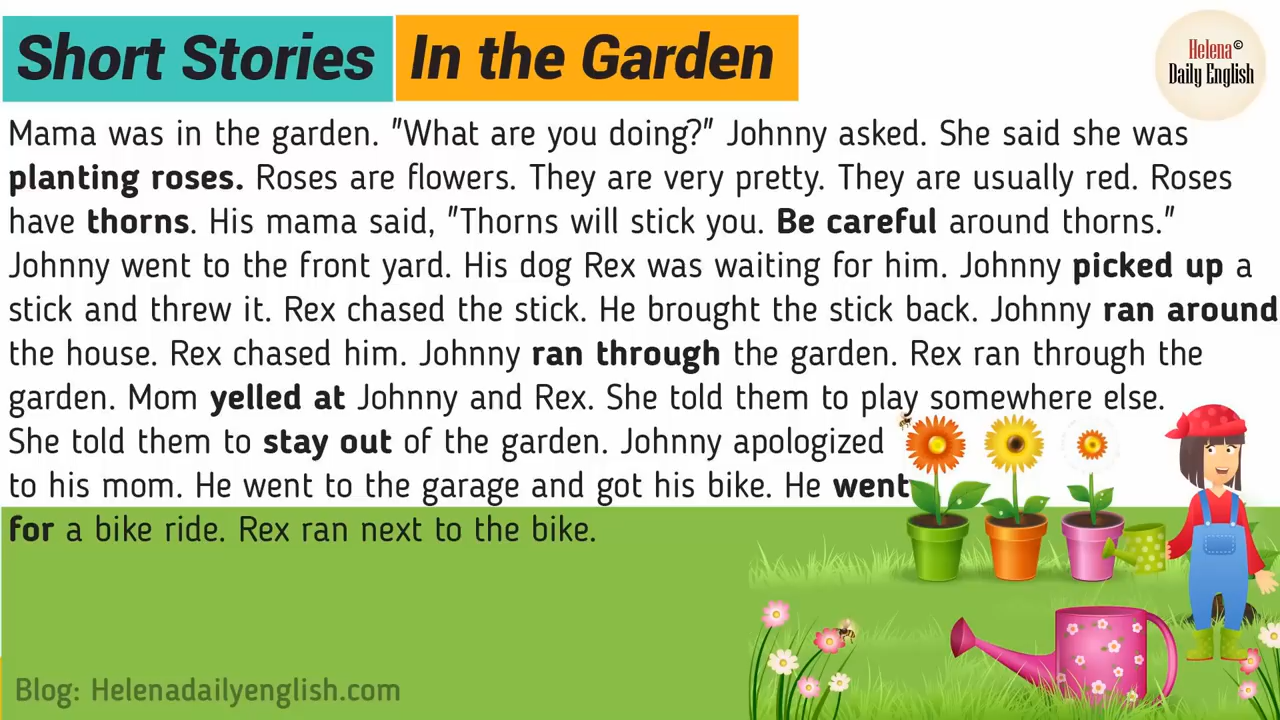 Short Stories In the Garden
Helena©
Daily English
Mama was in the garden. "What are you doing?" Johnny asked. She said she was
planting roses. Roses are flowers. They are very pretty. They are usually red. Roses
have thorns. His mama said, "Thorns will stick you. Be careful around thorns."
Johnny went to the front yard. His dog Rex was waiting for him. Johnny picked up a
stick and threw it. Rex chased the stick. He brought the stick back. Johnny ran around
the house. Rex chased him. Johnny ran through the garden. Rex ran through the
garden. Mom yelled at Johnny and Rex. She told them to play somewhere else.
She told them to stay out of the garden. Johnny apologized
to his mom. He went to the garage and got his bike. He went
for a bike ride. Rex ran next to the bike.
Blog: Helenadailyenglish.com